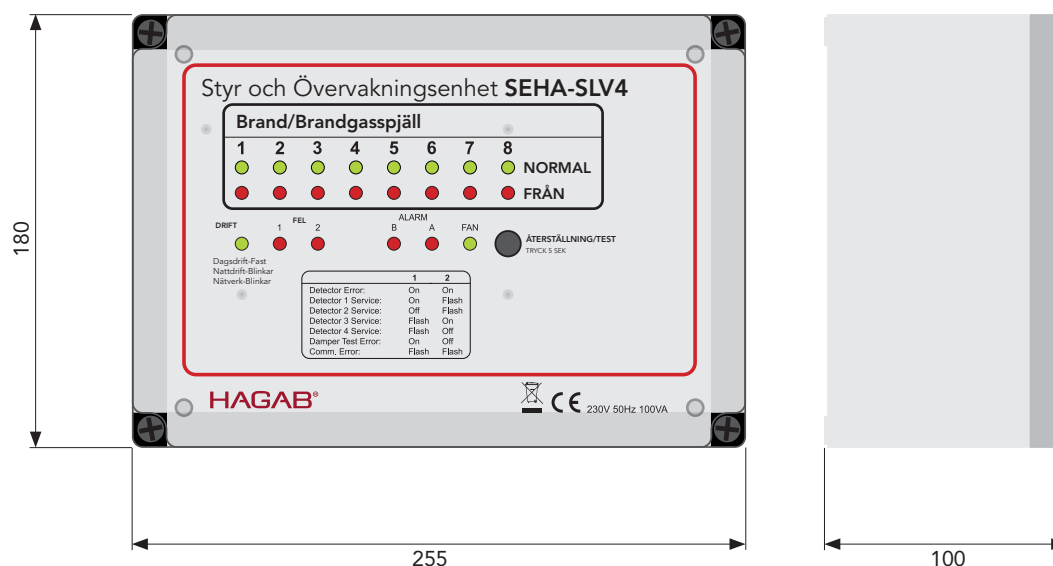 Styr och Övervakningsenhet SEHA-SLV4
Brand/Brandgasspjäll
1 2 3 4 5 6 7 8
NORMAL
FRÅN
DRIFT
FEL
1 2
ALARM
B A
FAN
ÅTERSTÄLLNING/TEST
TRYCK 5 SEK
Dagsdrift-Fast
Nattdrift-Blinkar
Nätverk-Blinkar
1 2
Detector Error: On On
Detector 1 Service: On Flash
Detector 2 Service: Off Flash
Detector 3 Service: Flash On
Detector 4 Service: Flash Off
Damper Test Error: On Off
Comm. Error: Flash Flash
HAGAB®
CE 230V 50Hz 100VA
180
255
100